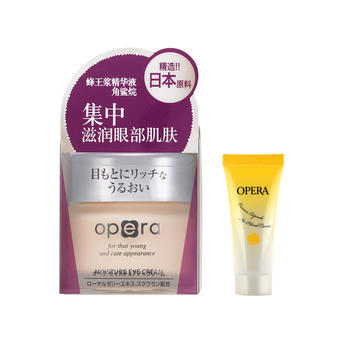 蜂王浆精华液
角鲨烷
集中
滋润眼部肌肤
精选!!
日本原料
目もとにリッチな
うるおい
opera
for that young
and cute appearance
MOISTURE EYE CREAM
ローヤルゼリーエキス・スクワラン配合
OPERA